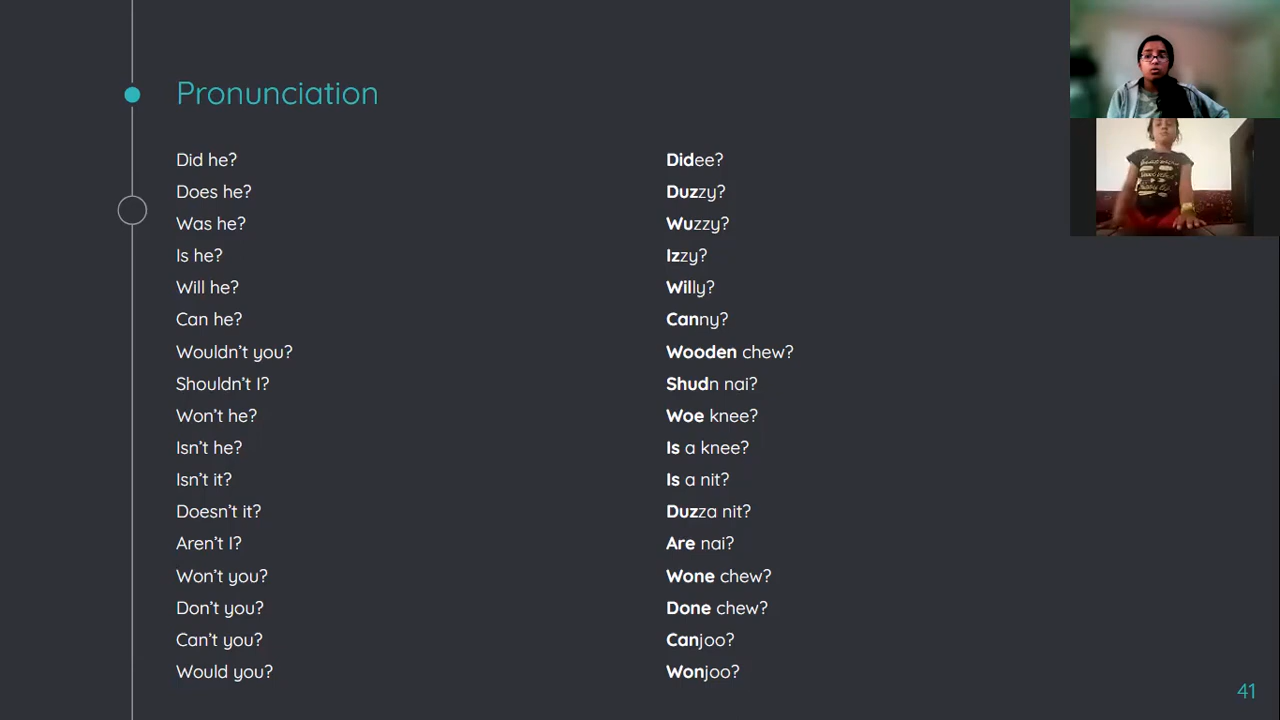 Pronunciation
Did he? Didee?
Does he? Duzzy?
Was he? Wuzzy?
Is he? Izzy?
Will he? Willy?
Can he? Canny?
Wouldn't you? Wooden chew?
Shouldn't I? Shudn nai?
Won't he? Woe knee?
Isn't he? Is a knee?
Isn't it? Is a nit?
Doesn't it? Duzza nit?
Aren't I? Are nai?
Won't you? Wone chew?
Don't you? Done chew?
Can't you? Canjoo?
Would you? Wonjoo?
41